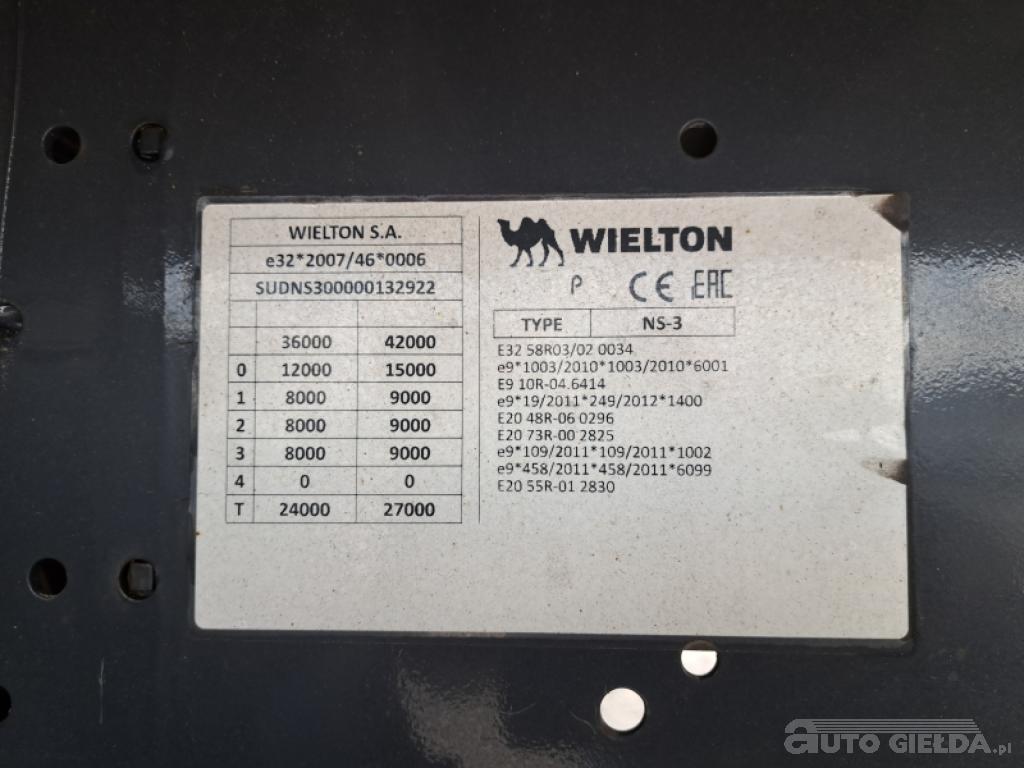 WIELTON S.A.
e32*2007/46*0006
SUDNS300000132922
36000 42000
0 12000 15000
1 8000 9000
2 8000 9000
3 8000 9000
4 0 0
T 24000 27000
WIELTON
P CE EAC
TYPE NS-3
E32 58R03/02 0034
e9*1003/2010*1003/2010*6001
E9 10R-04.6414
e9*19/2011*249/2012*1400
E20 48R-06 0296
E20 73R-00 2825
e9*109/2011*109/2011*1002
e9*458/2011*458/2011*6099
E20 55R-01 2830
AUTO GIEŁDA.pl